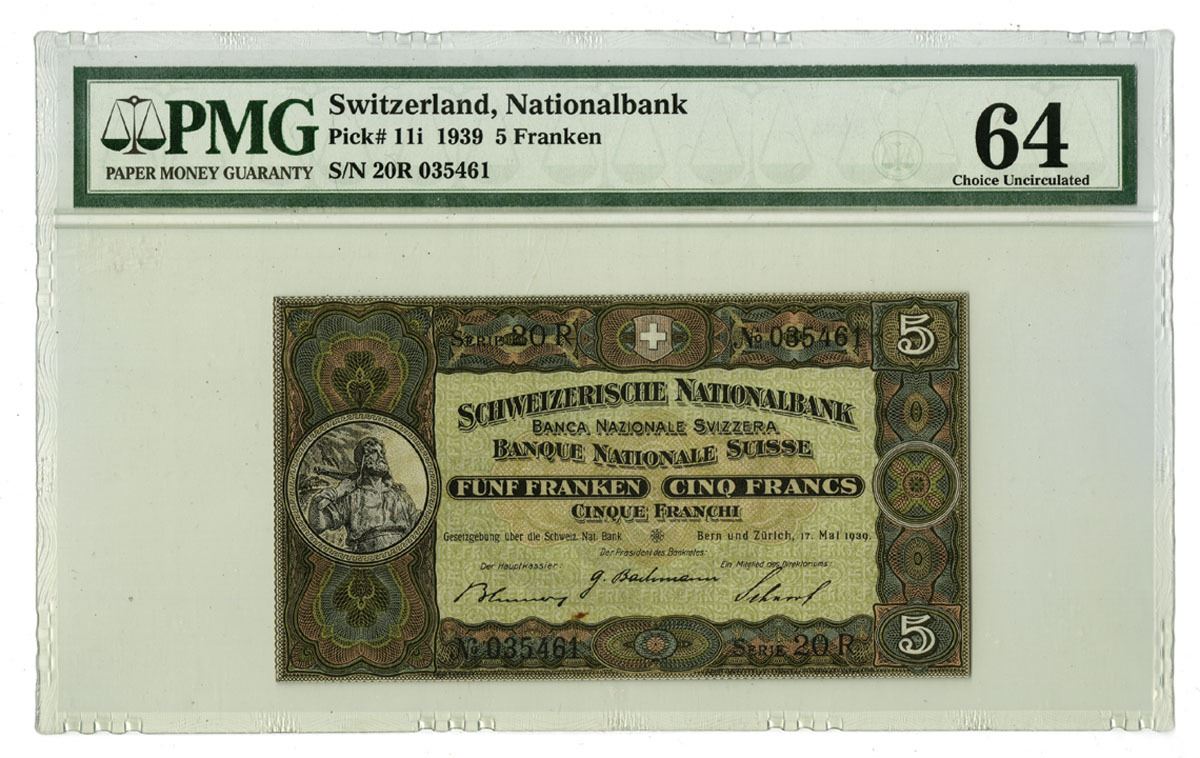 PMG
PAPER MONEY GUARANTY
Switzerland, Nationalbank
Pick# 11i 1939 5 Franken
S/N 20R 035461
64
Choice Uncirculated
SERIE 20 R
No 035461
5
SCHWEIZERISCHE NATIONALBANK
BANCA NAZIONALE SVIZZERA
BANQUE NATIONALE SUISSE
FÜNF FRANKEN CINQ FRANCS
CINQUE FRANCHI
Gesetzgebung über die Schweiz. Nat. Bank
Bern und Zürich, 17. Mai 1939.
Der Präsident des Bankrates:
Der Hauptkassier:
Ein Mitglied des Direktoriums:
G. Bachmann
Schnorf
No 035461
SERIE 20 R
5